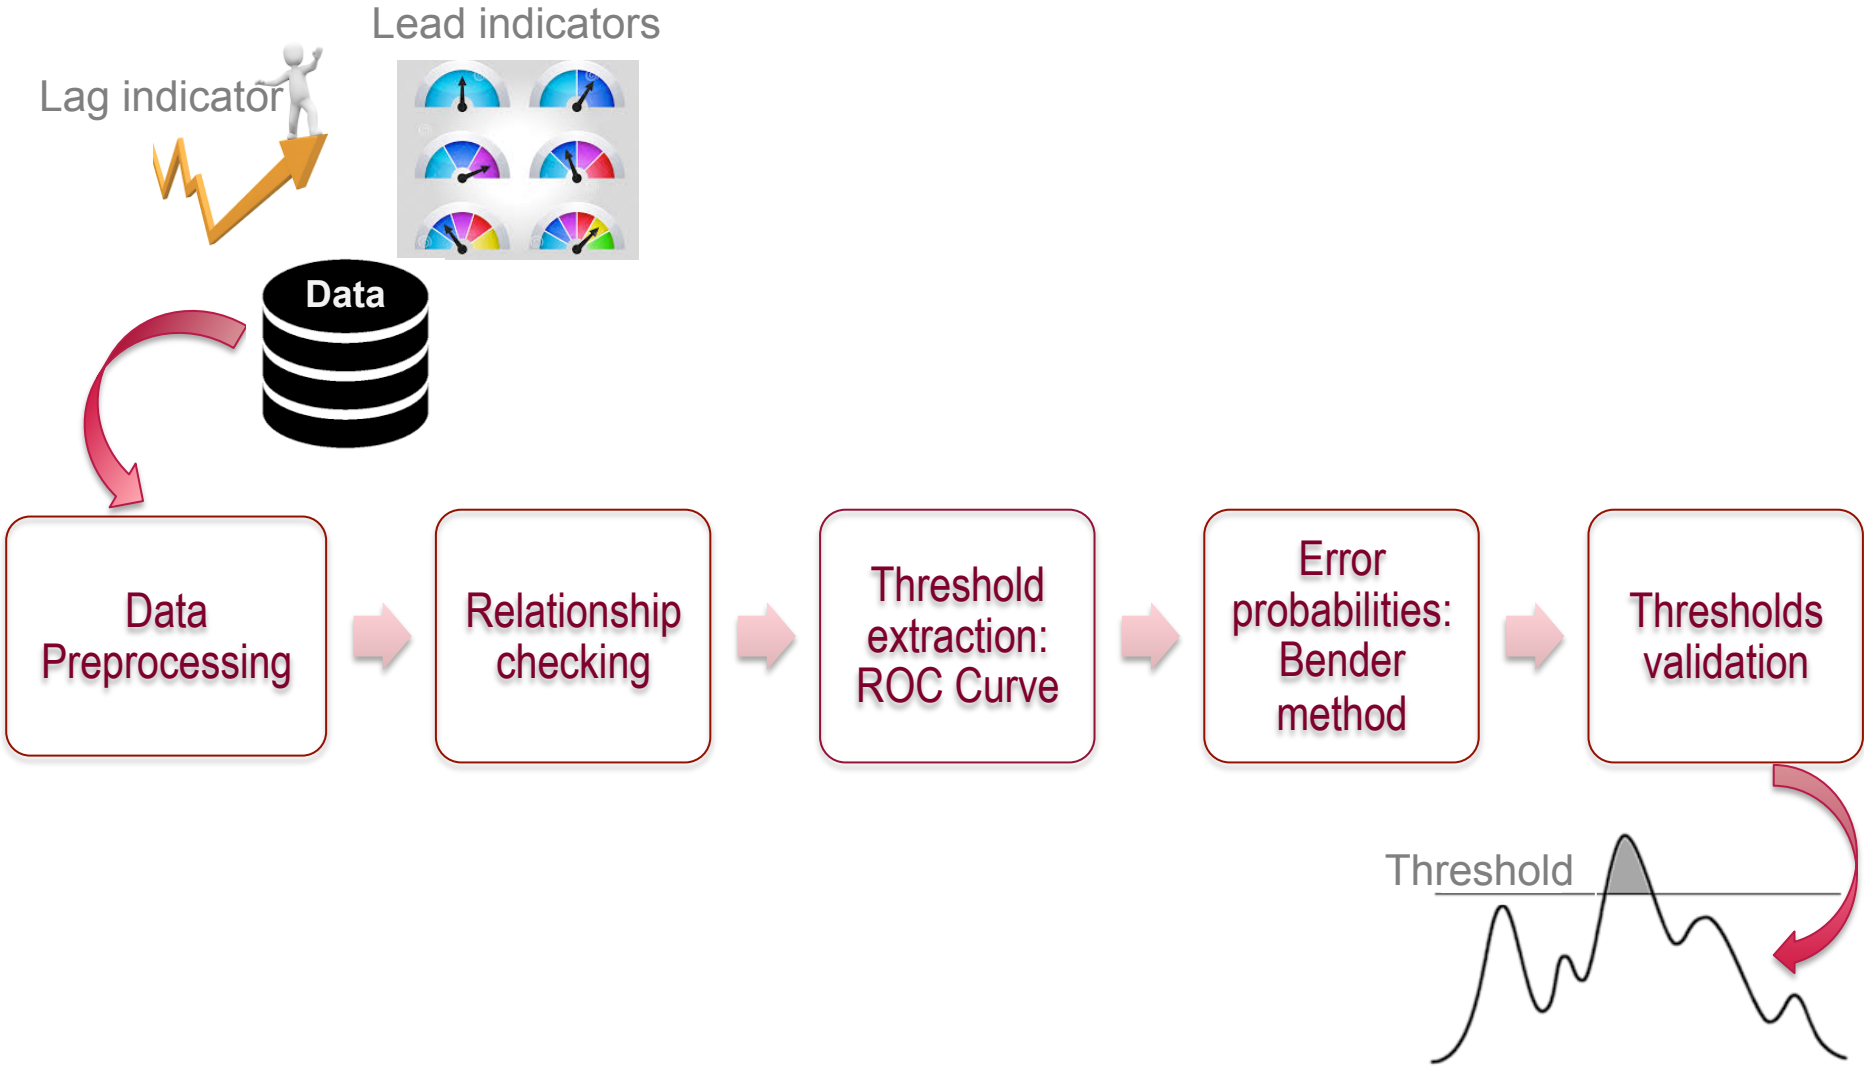 Lead indicators
Lag indicator
Data
Data
Preprocessing
Relationship
checking
Threshold
extraction:
ROC Curve
Error
probabilities:
Bender
method
Thresholds
validation
Threshold